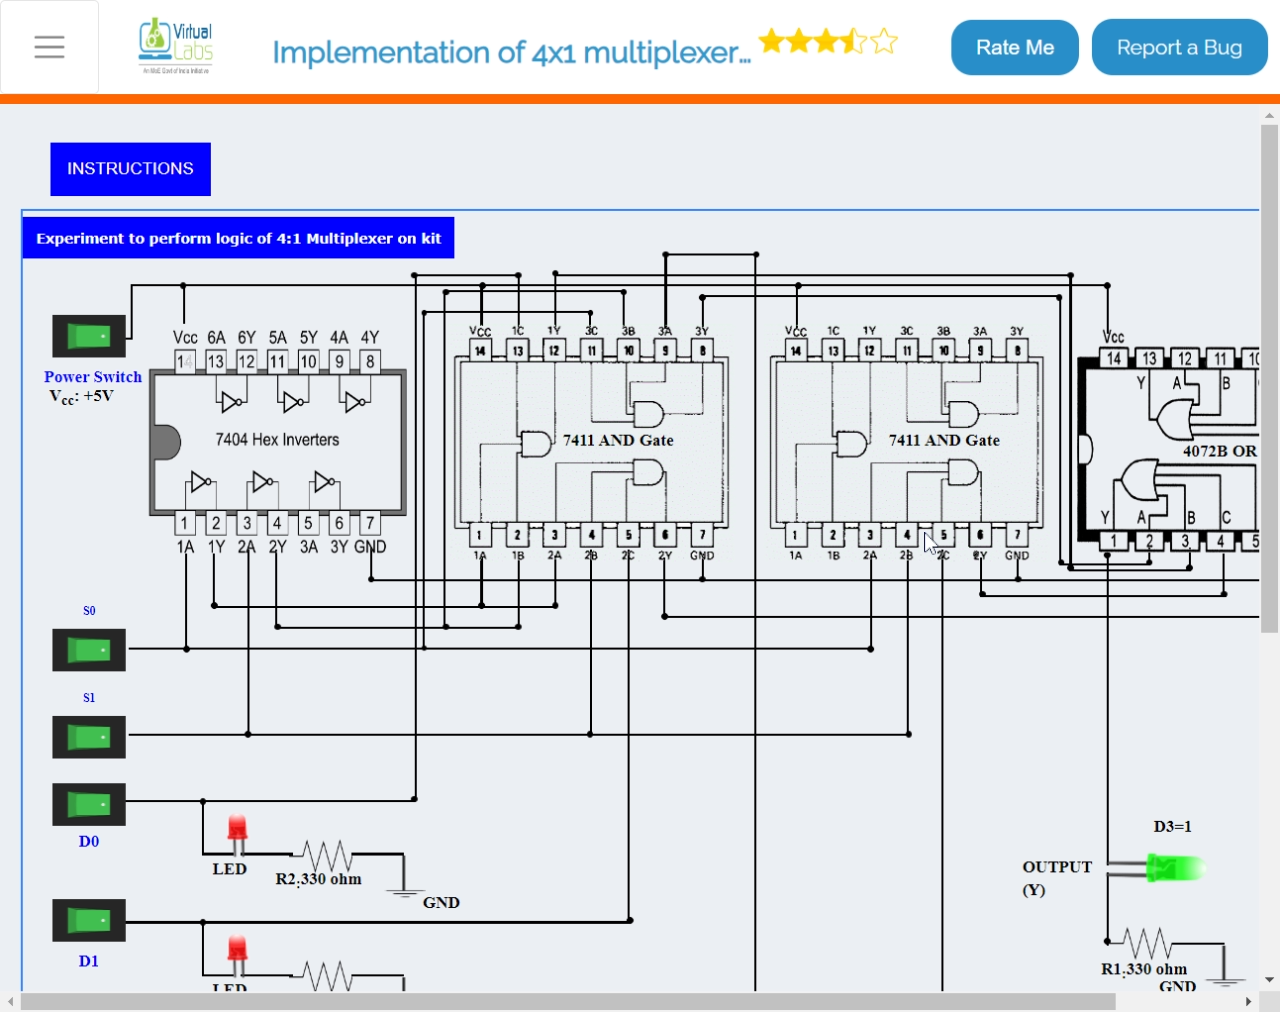 Virtual
Labs
An MoE Govt of India Initiative
Implementation of 4x1 multiplexer...
Rate Me
Report a Bug
INSTRUCTIONS
Experiment to perform logic of 4:1 Multiplexer on kit
Power Switch
Vcc: +5V
Vcc 6A 6Y 5A 5Y 4A 4Y
14 13 12 11 10 9 8
7404 Hex Inverters
1 2 3 4 5 6 7
1A 1Y 2A 2Y 3A 3Y GND
VCC 1C 1Y 3C 3B 3A 3Y
14 13 12 11 10 9 8
7411 AND Gate
1 2 3 4 5 6 7
1A 1B 2A 2B 2C 2Y GND
VCC 1C 1Y 3C 3B 3A 3Y
14 13 12 11 10 9 8
7411 AND Gate
1 2 3 4 5 6 7
1A 1B 2A 2B 2C 2Y GND
Vcc
14 13 12 11 10
Y A B
4072B OR
Y A B C
1 2 3 4 5
S0
S1
D0
LED
R2:330 ohm
GND
D1
LED
D3=1
OUTPUT
(Y)
R1:330 ohm
GND